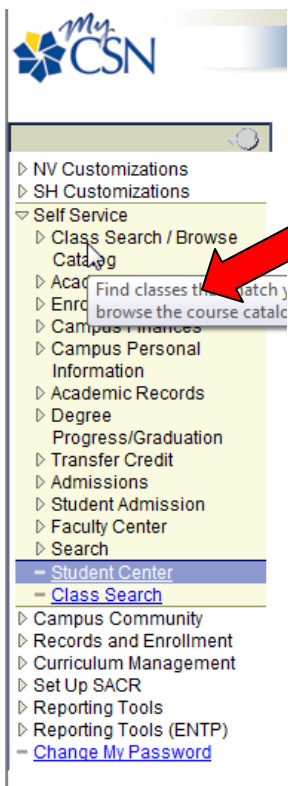 My
CSN
NV Customizations
SH Customizations
Self Service
Class Search / Browse
Catalog
Find classes that match y
browse the course catalo
Campus Finances
Campus Personal
Information
Academic Records
Degree
Progress/Graduation
Transfer Credit
Admissions
Student Admission
Faculty Center
Search
Student Center
Class Search
Campus Community
Records and Enrollment
Curriculum Management
Set Up SACR
Reporting Tools
Reporting Tools (ENTP)
Change My Password